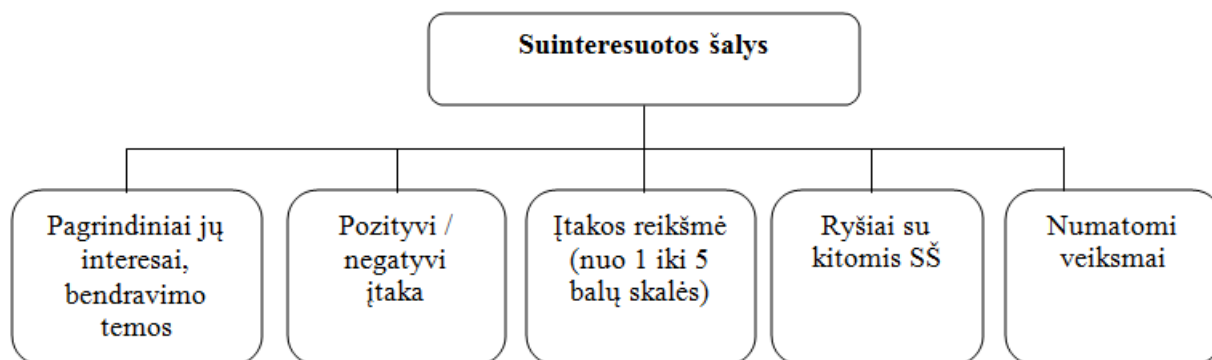 Suinteresuotos šalys
Pagrindiniai jų
interesai,
bendravimo
temos
Pozityvi /
negatyvi
įtaka
Įtakos reikšmė
(nuo 1 iki 5
balų skalės)
Ryšiai su
kitomis SŠ
Numatomi
veiksmai